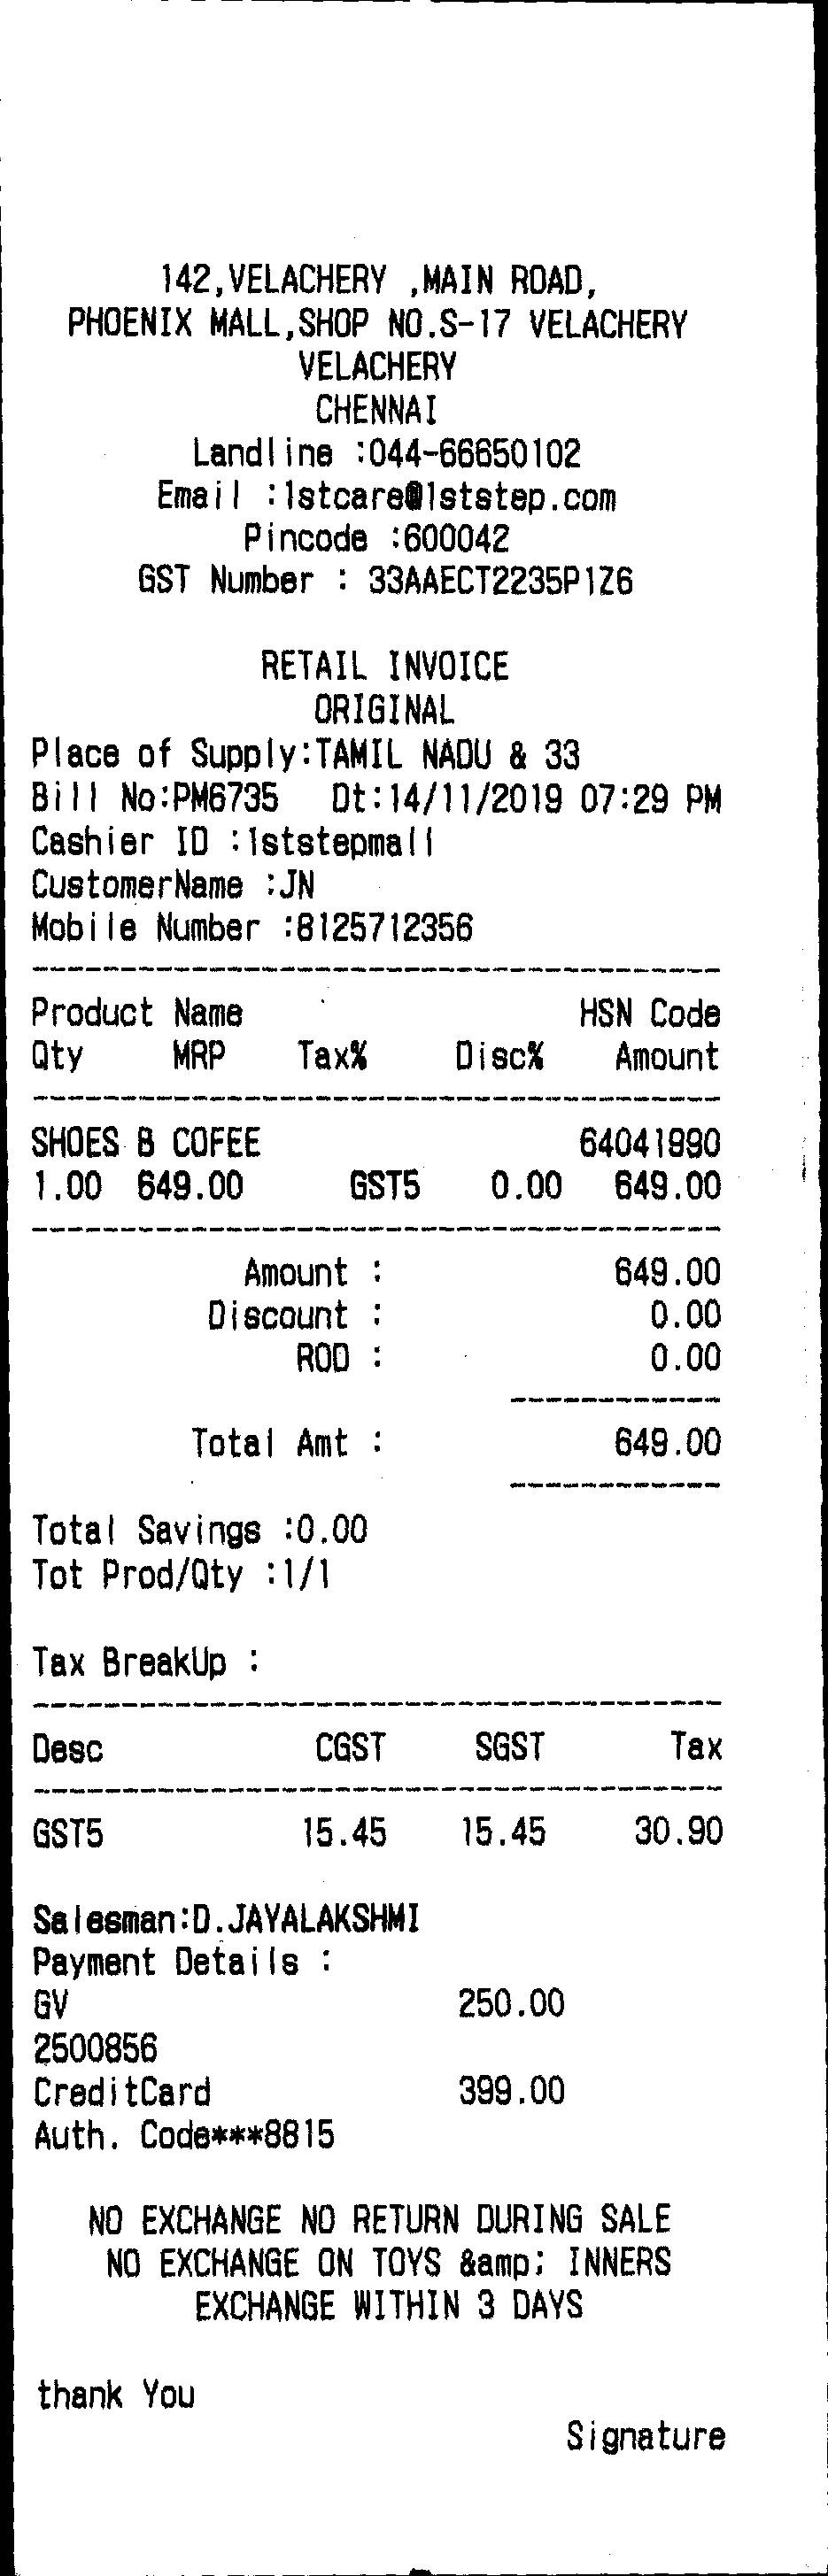 142,VELACHERY ,MAIN ROAD,
PHOENIX MALL,SHOP NO.S-17 VELACHERY
VELACHERY
CHENNAI
Landline :044-66650102
Email :1stcare@1ststep.com
Pincode :600042
GST Number : 33AAECT2235P1Z6
RETAIL INVOICE
ORIGINAL
Place of Supply:TAMIL NADU & 33
Bill No:PM6735 Dt:14/11/2019 07:29 PM
Cashier ID :1ststepmall
CustomerName :JN
Mobile Number :8125712356
Product Name HSN Code
Qty MRP Tax% Disc% Amount
SHOES B COFEE 64041990
1.00 649.00 GST5 0.00 649.00
Amount : 649.00
Discount : 0.00
ROD : 0.00
Total Amt : 649.00
Total Savings :0.00
Tot Prod/Qty :1/1
Tax BreakUp :
Desc CGST SGST Tax
GST5 15.45 15.45 30.90
Salesman:D.JAYALAKSHMI
Payment Details :
GV 250.00
2500856
CreditCard 399.00
Auth. Code***8815
NO EXCHANGE NO RETURN DURING SALE
NO EXCHANGE ON TOYS &amp; INNERS
EXCHANGE WITHIN 3 DAYS
thank You
Signature